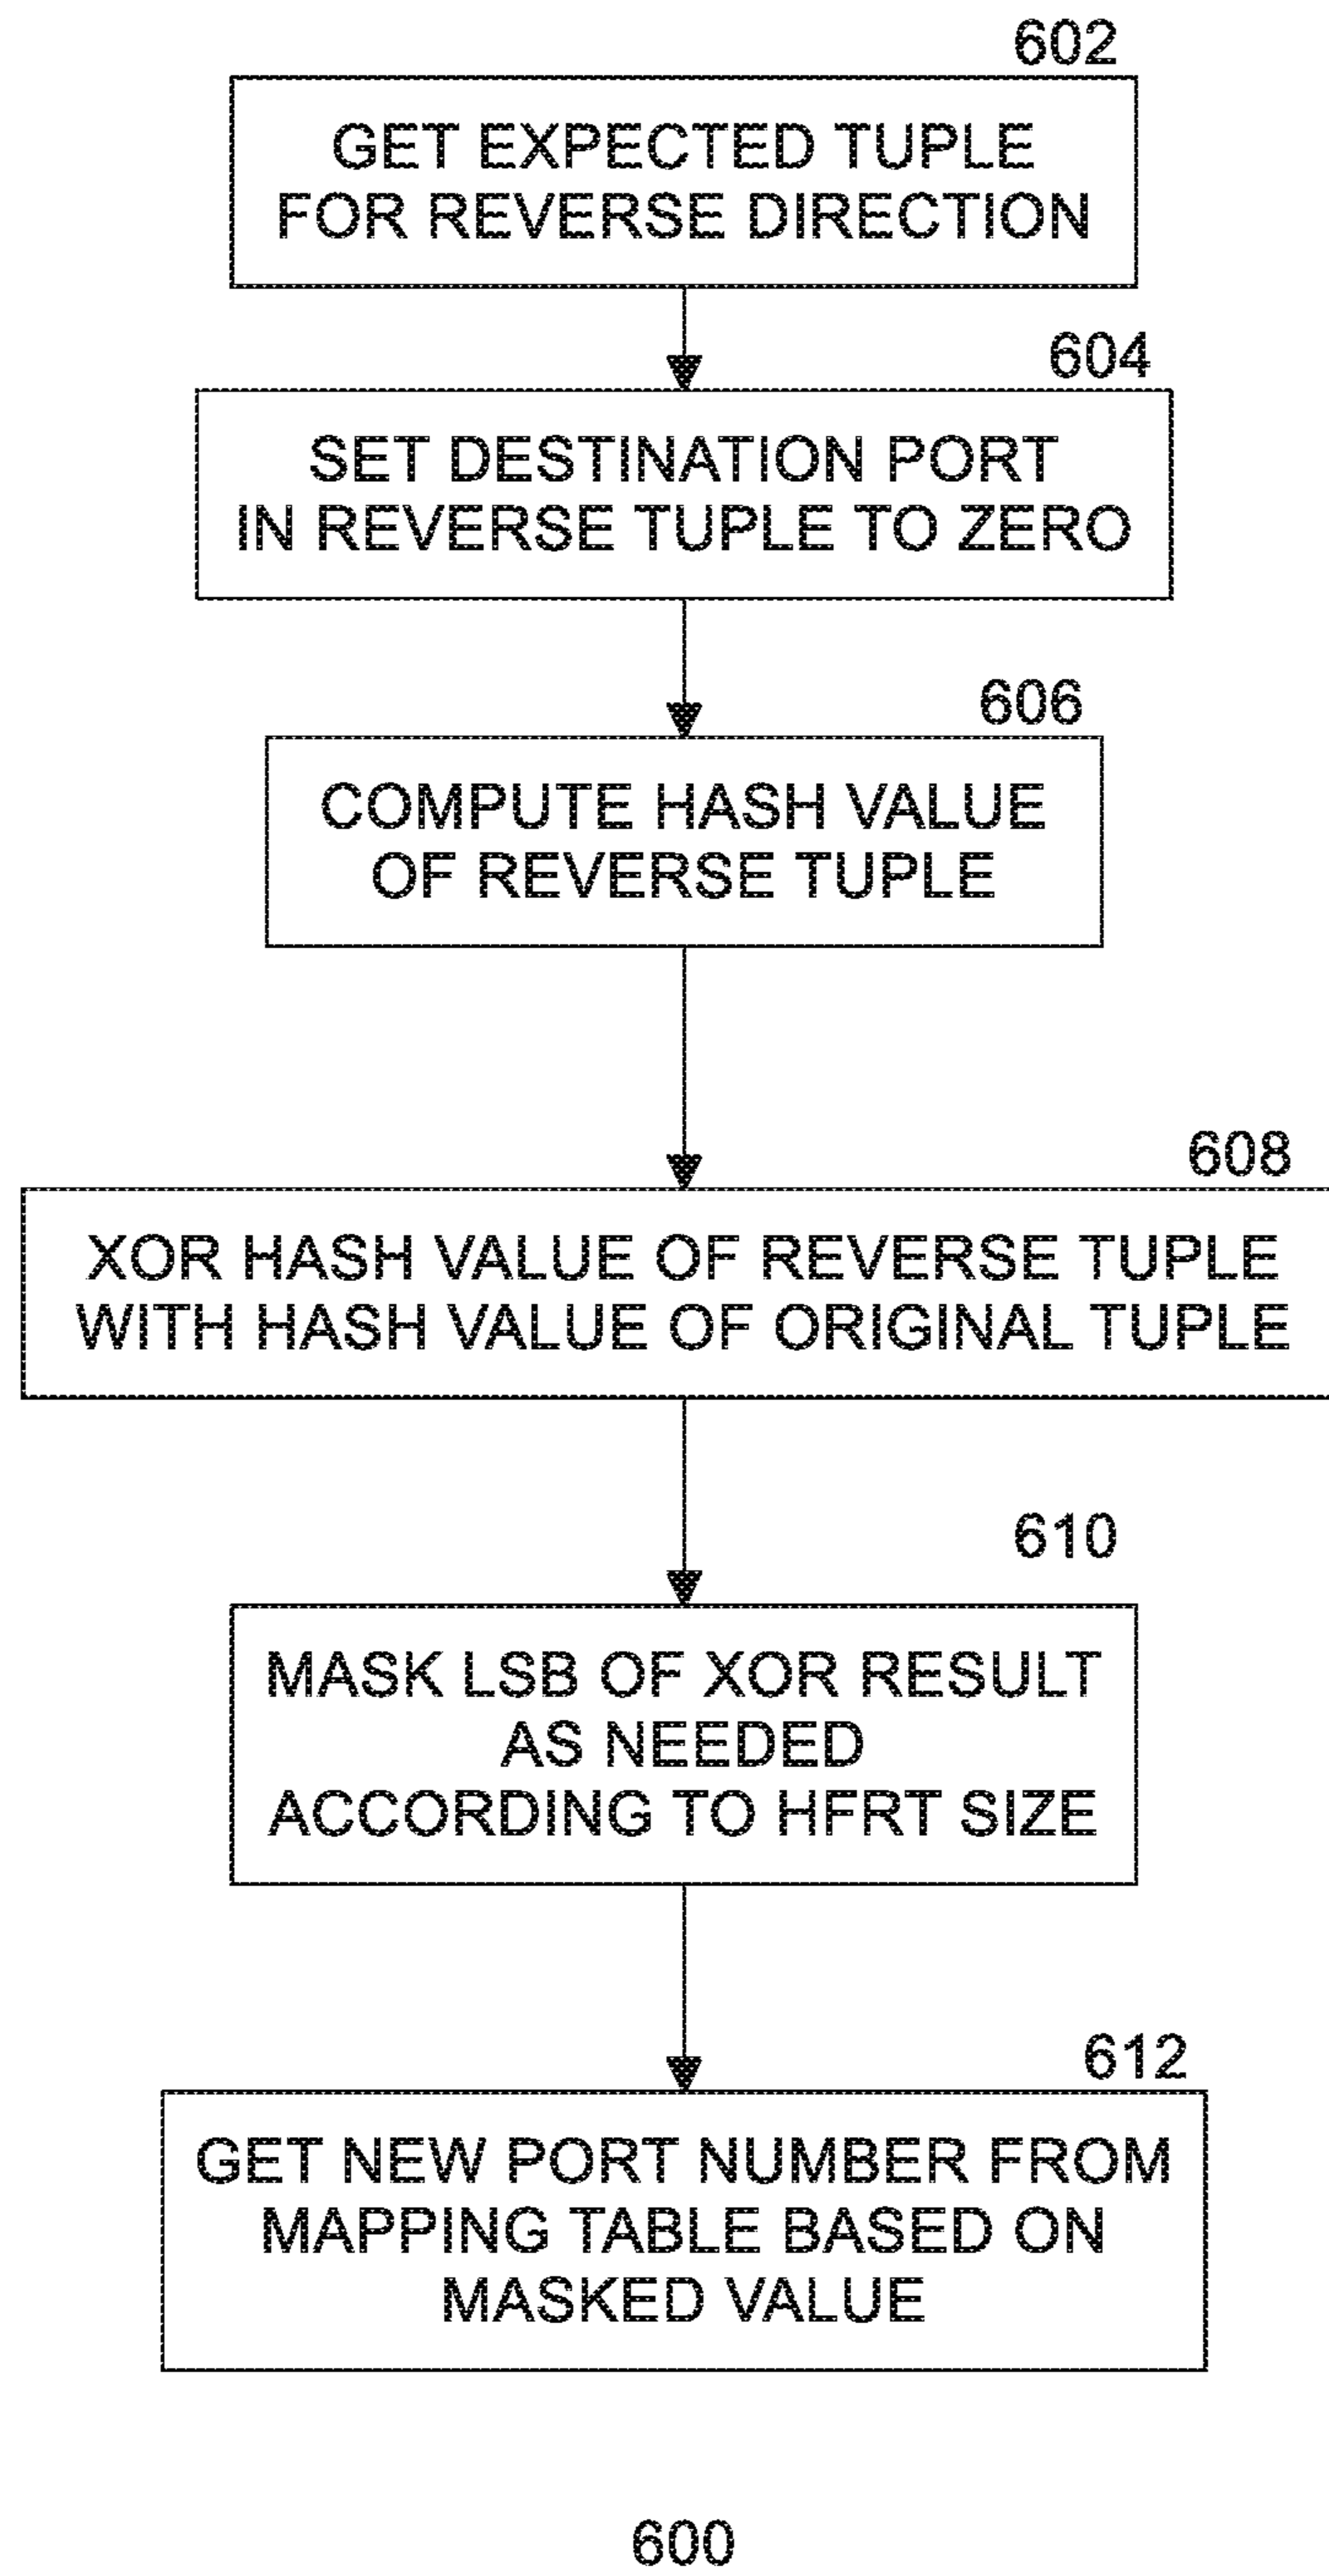 602
GET EXPECTED TUPLE
FOR REVERSE DIRECTION
604
SET DESTINATION PORT
IN REVERSE TUPLE TO ZERO
606
COMPUTE HASH VALUE
OF REVERSE TUPLE
608
XOR HASH VALUE OF REVERSE TUPLE
WITH HASH VALUE OF ORIGINAL TUPLE
610
MASK LSB OF XOR RESULT
AS NEEDED
ACCORDING TO HFRT SIZE
612
GET NEW PORT NUMBER FROM
MAPPING TABLE BASED ON
MASKED VALUE
600